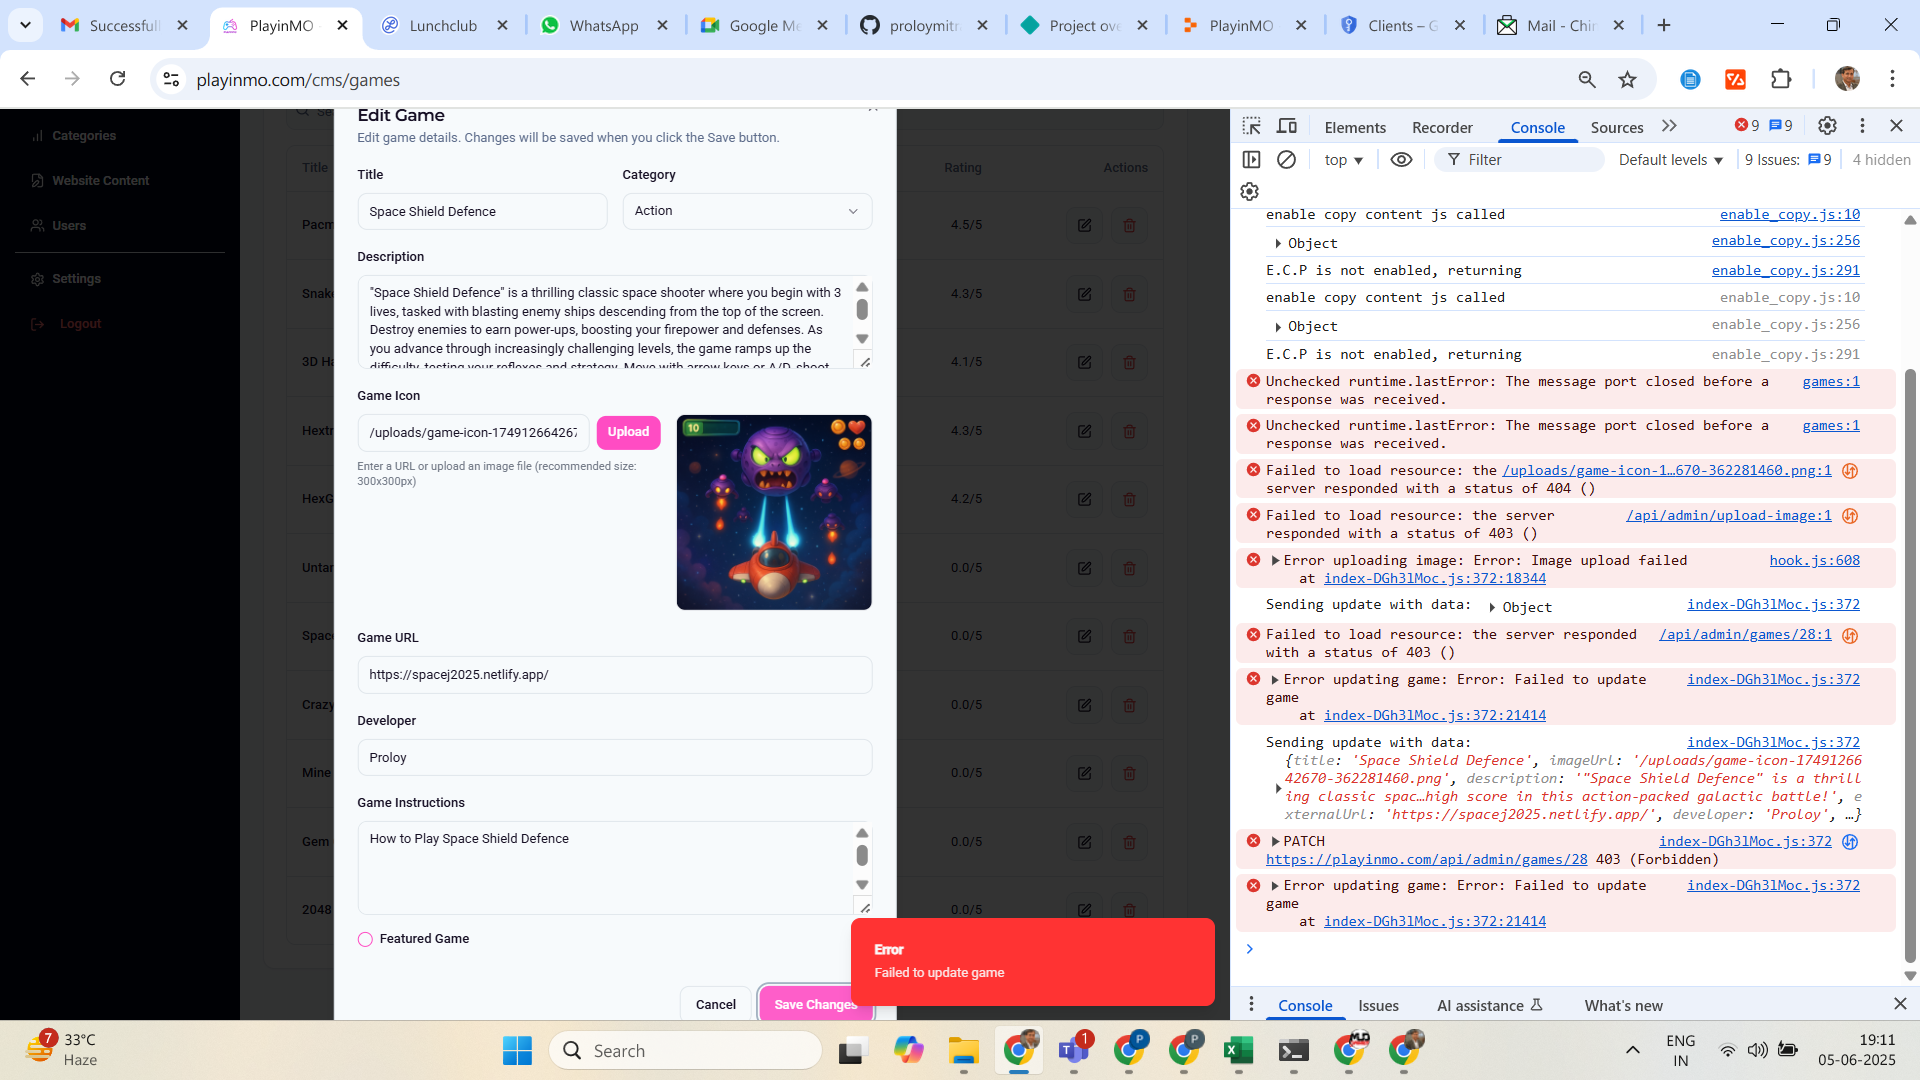 Successfull
PlayinMO -
Lunchclub
WhatsApp
Google Me
proloymitr
Project ove
PlayinMO
Clients – G
Mail - Chin
playinmo.com/cms/games
Categories
Website Content
Users
Settings
Logout
Title
Rating
Actions
Pacm
4.5/5
Snake
4.3/5
3D Ha
4.1/5
Hextr
4.3/5
HexG
4.2/5
Untan
0.0/5
Space
0.0/5
Crazy
0.0/5
Mine
0.0/5
Gem
0.0/5
2048
0.0/5
Edit Game
Edit game details. Changes will be saved when you click the Save button.
Title
Category
Space Shield Defence
Action
Description
"Space Shield Defence" is a thrilling classic space shooter where you begin with 3
lives, tasked with blasting enemy ships descending from the top of the screen.
Destroy enemies to earn power-ups, boosting your firepower and defenses. As
you advance through increasingly challenging levels, the game ramps up the
difficulty, testing your reflexes and strategy. Move with arrow keys or A/D, shoot
Game Icon
/uploads/game-icon-174912664267
Upload
10
Enter a URL or upload an image file (recommended size:
300x300px)
Game URL
https://spacej2025.netlify.app/
Developer
Proloy
Game Instructions
How to Play Space Shield Defence
Featured Game
Cancel
Save Changes
Error
Failed to update game
Elements
Recorder
Console
Sources
9
9
top
Filter
Default levels
9 Issues:
9
4 hidden
enable copy content js called enable_copy.js:10
Object enable_copy.js:256
E.C.P is not enabled, returning enable_copy.js:291
enable copy content js called enable_copy.js:10
Object enable_copy.js:256
E.C.P is not enabled, returning enable_copy.js:291
Unchecked runtime.lastError: The message port closed before a games:1
response was received.
Unchecked runtime.lastError: The message port closed before a games:1
response was received.
Failed to load resource: the /uploads/game-icon-1…670-362281460.png:1
server responded with a status of 404 ()
Failed to load resource: the server /api/admin/upload-image:1
responded with a status of 403 ()
Error uploading image: Error: Image upload failed hook.js:608
at index-DGh3lMoc.js:372:18344
Sending update with data: Object index-DGh3lMoc.js:372
Failed to load resource: the server responded /api/admin/games/28:1
with a status of 403 ()
Error updating game: Error: Failed to update index-DGh3lMoc.js:372
game
at index-DGh3lMoc.js:372:21414
Sending update with data: index-DGh3lMoc.js:372
{title: 'Space Shield Defence', imageUrl: '/uploads/game-icon-17491266
42670-362281460.png', description: '"Space Shield Defence" is a thrill
ing classic spac…high score in this action-packed galactic battle!', e
xternalUrl: 'https://spacej2025.netlify.app/', developer: 'Proloy', …}
PATCH index-DGh3lMoc.js:372
https://playinmo.com/api/admin/games/28 403 (Forbidden)
Error updating game: Error: Failed to update index-DGh3lMoc.js:372
game
at index-DGh3lMoc.js:372:21414
Console
Issues
AI assistance
What's new
7
33°C
Haze
Search
1
P
P
ENG
IN
19:11
05-06-2025